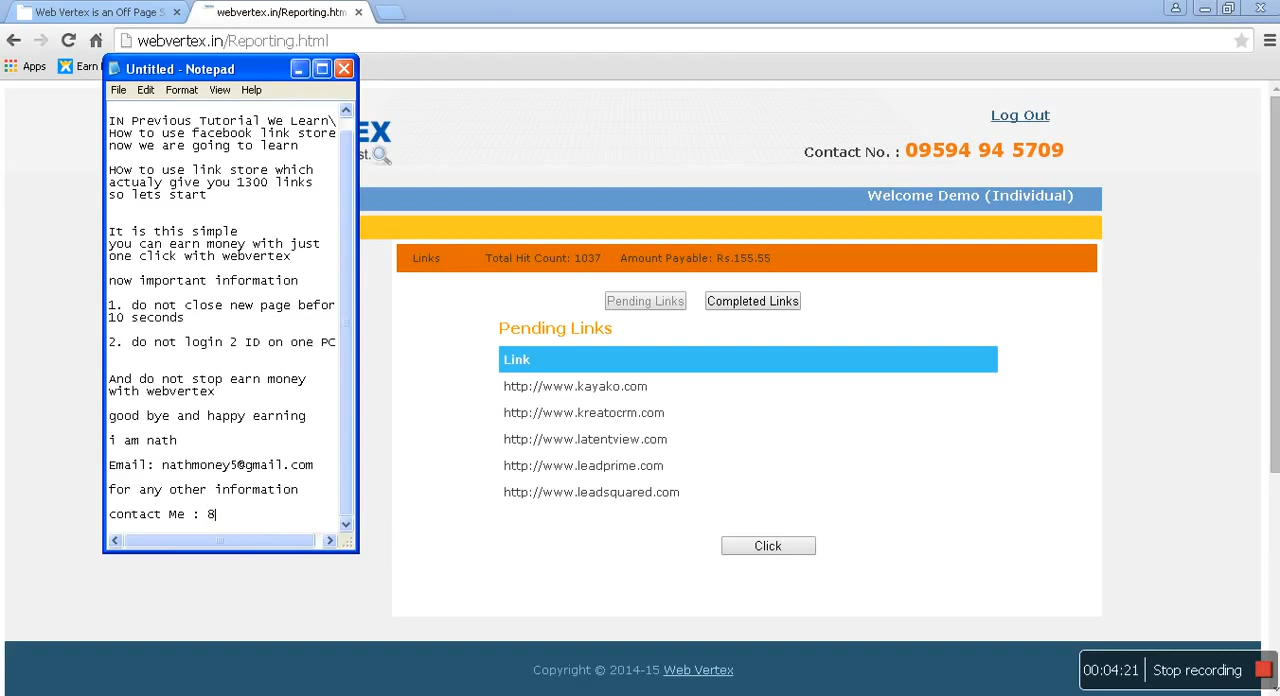 Web Vertex is an Off Page S
webvertex.in/Reporting.htm
webvertex.in/Reporting.html
Apps
Earn
Untitled - Notepad
File Edit Format View Help
IN Previous Tutorial We Learn\
How to use facebook link store
now we are going to learn
HOw to use link store which
actualy give you 1300 links
so lets start
It is this simple
you can earn money with just
one click with webvertex
now important information
1. do not close new page befor
10 seconds
2. do not login 2 ID on one PC
And do not stop earn money
with webvertex
good bye and happy earning
i am nath
Email: nathmoney5@gmail.com
for any other information
contact Me : 8
EX
st.
Log Out
Contact No. : 09594 94 5709
Welcome Demo (Individual)
Links Total Hit Count: 1037 Amount Payable: Rs.155.55
Pending Links Completed Links
Pending Links
Link
http://www.kayako.com
http://www.kreatocrm.com
http://www.latentview.com
http://www.leadprime.com
http://www.leadsquared.com
Click
Copyright © 2014-15 Web Vertex
00:04:21 Stop recording